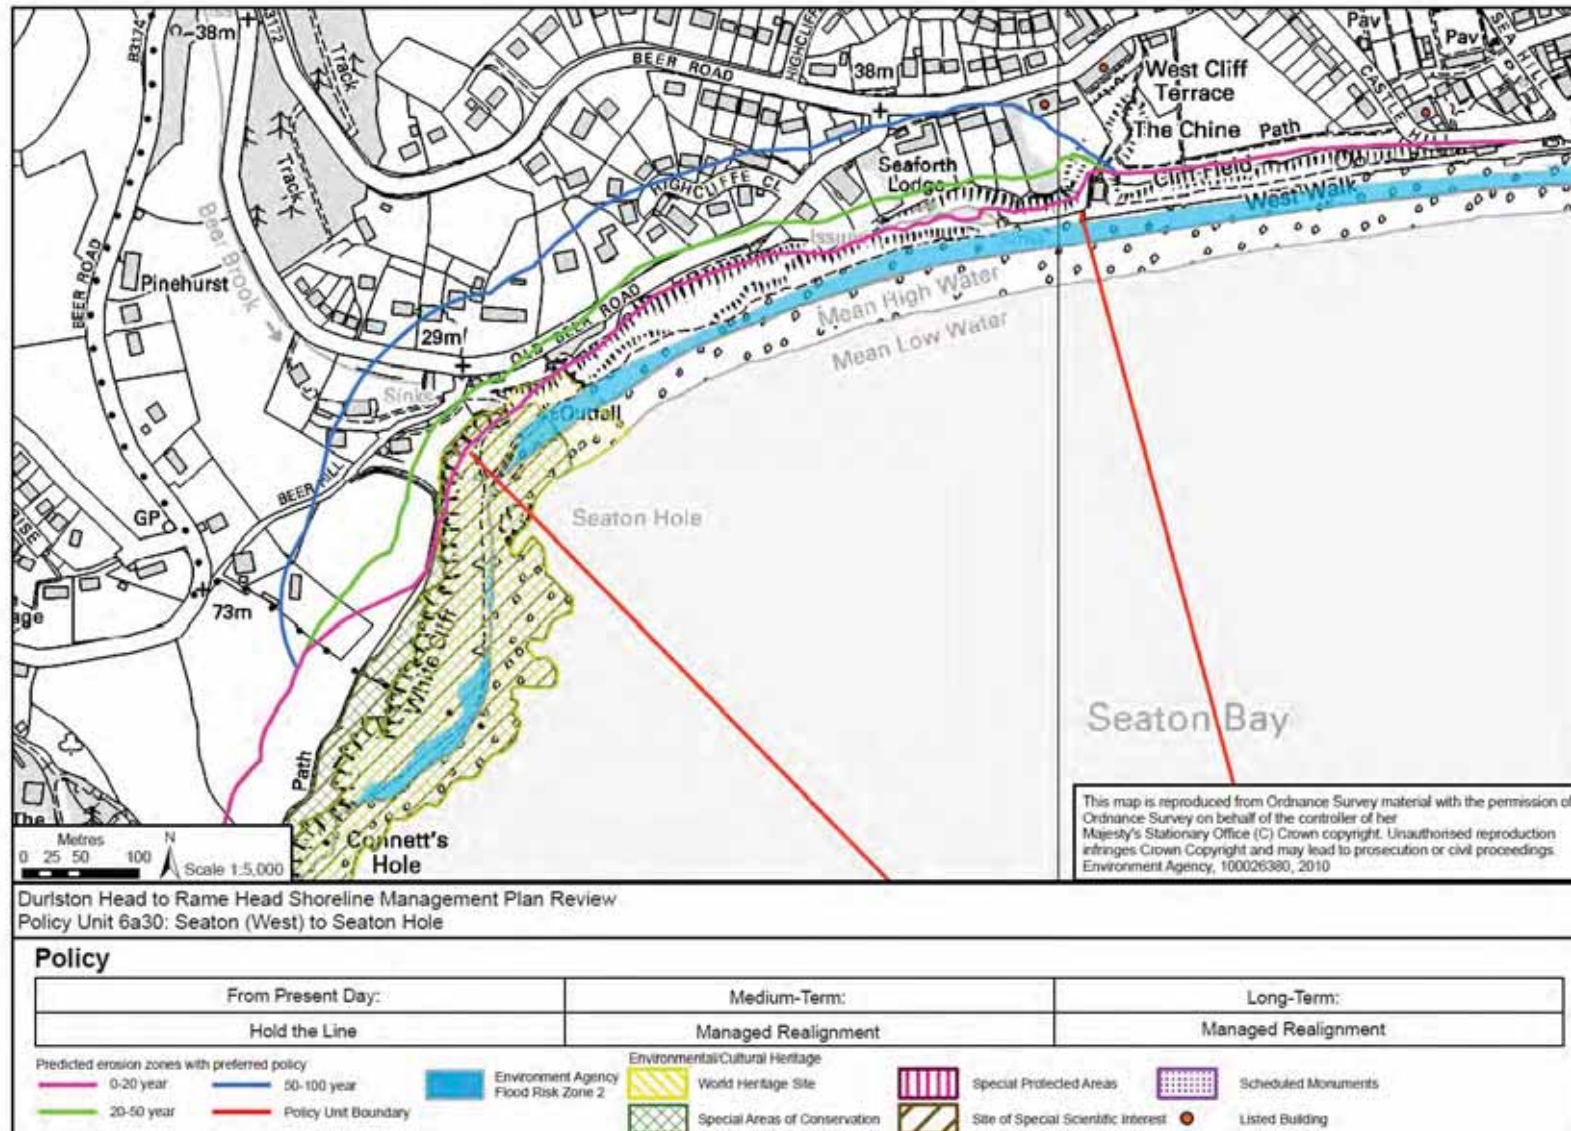 B3174
38m
B3172
Track
Track
BEER ROAD
HIGHCLIFFE
38m
Pav
Pav
SEA HILL
West Cliff
Terrace
CASTLE HILL
The Chine
Path
Seaforth
Lodge
Cliff Field
West Walk
HIGHCLIFFE CL
Beer Brook
BEER ROAD
Pinehurst
Mean High Water
Mean Low Water
OLD BEER ROAD
29m
Sinks
Outfall
BEER HILL
GP
Seaton Hole
RISE
73m
White Cliff
Path
Seaton Bay
The
Connett's
Hole
Metres
0 25 50 100
N
Scale 1:5,000
This map is reproduced from Ordnance Survey material with the permission of
Ordnance Survey on behalf of the controller of her
Majesty's Stationary Office (C) Crown copyright. Unauthorised reproduction
infringes Crown Copyright and may lead to prosecution or civil proceedings.
Environment Agency, 100026380, 2010
Durlston Head to Rame Head Shoreline Management Plan Review
Policy Unit 6a30: Seaton (West) to Seaton Hole
Policy
From Present Day: Medium-Term: Long-Term:
Hold the Line Managed Realignment Managed Realignment
Predicted erosion zones with preferred policy
0-20 year
50-100 year
20-50 year
Policy Unit Boundary
Environment Agency
Flood Risk Zone 2
Environmental/Cultural Heritage
World Heritage Site
Special Protected Areas
Scheduled Monuments
Special Areas of Conservation
Site of Special Scientific Interest
Listed Building